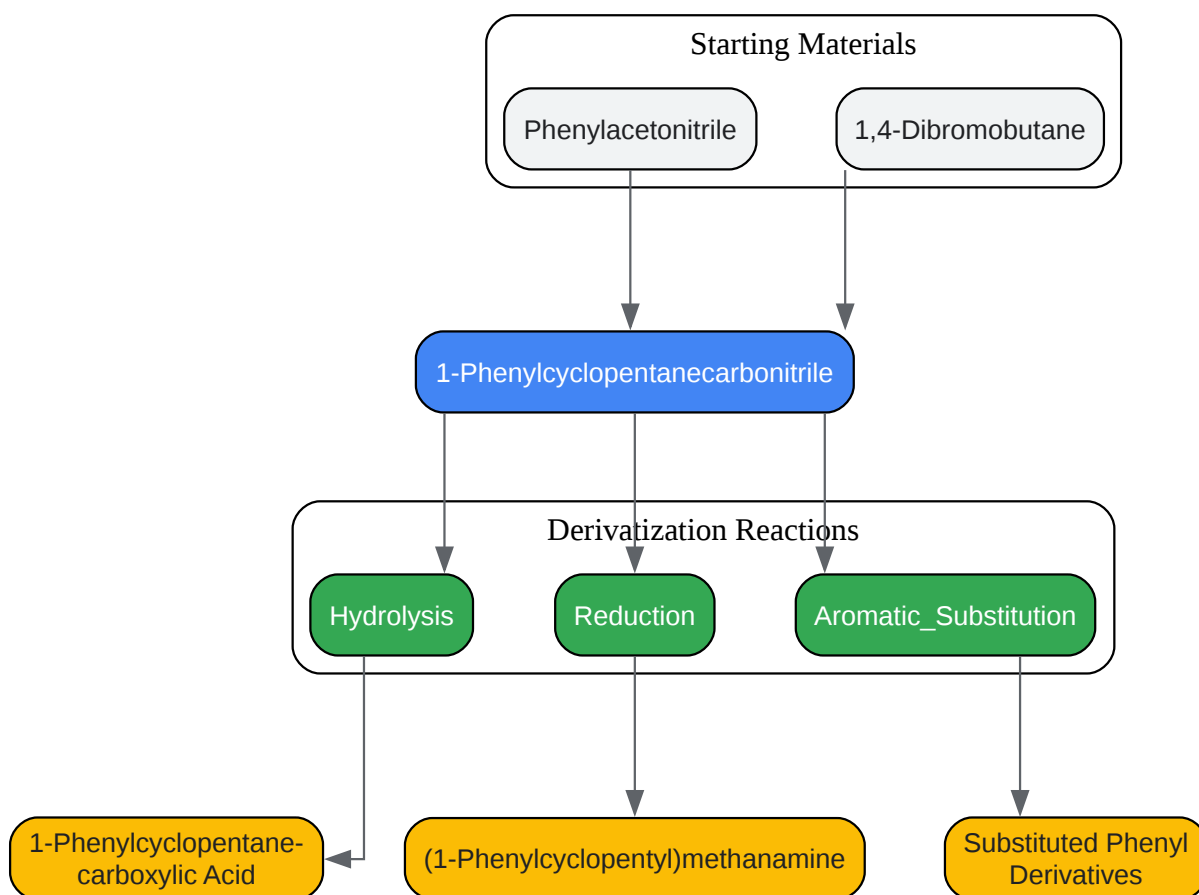 Starting Materials
Phenylacetonitrile
1,4-Dibromobutane
1-Phenylcyclopentanecarbonitrile
Derivatization Reactions
Hydrolysis
Reduction
Aromatic_Substitution
1-Phenylcyclopentane-
carboxylic Acid
(1-Phenylcyclopentyl)methanamine
Substituted Phenyl
Derivatives